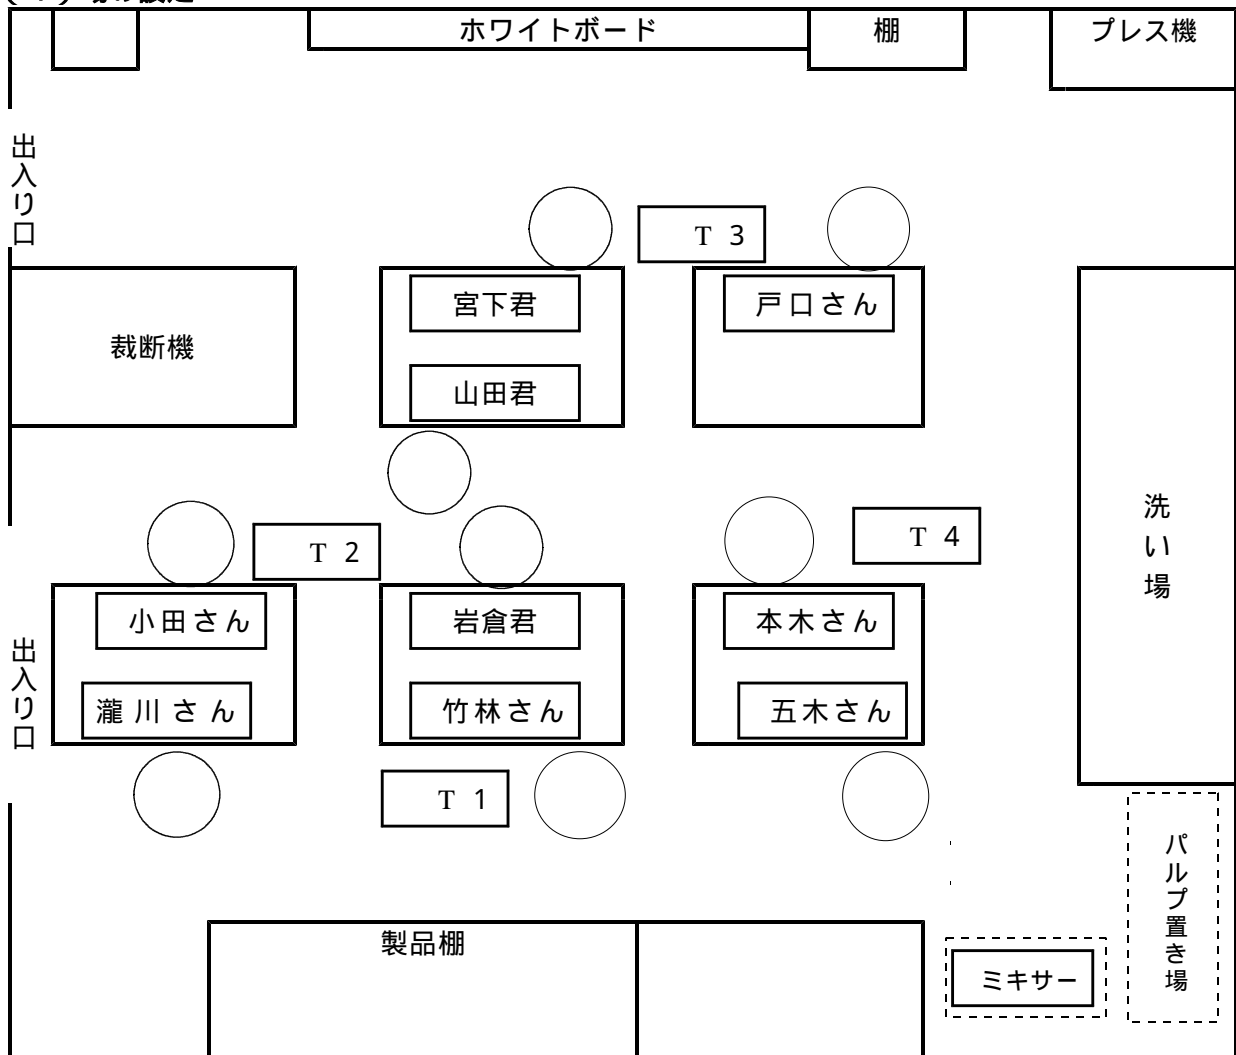 ホワイトボード
棚
プレス機
出入り口
T 3
宮下君
戸口さん
裁断機
山田君
洗い場
T 2
T 4
小田さん
岩倉君
本木さん
出入り口
瀧川さん
竹林さん
五木さん
T 1
パルプ置き場
製品棚
ミキサー